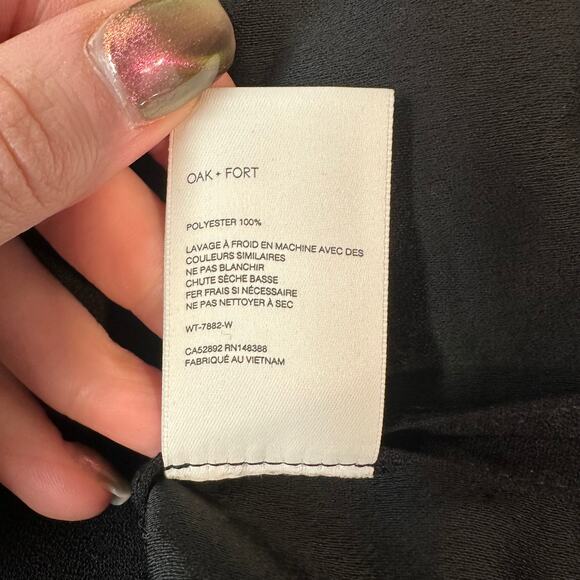 OAK + FORT
POLYESTER 100%
LAVAGE À FROID EN MACHINE AVEC DES
COULEURS SIMILAIRES
NE PAS BLANCHIR
CHUTE SÈCHE BASSE
FER FRAIS SI NÉCESSAIRE
NE PAS NETTOYER À SEC
WT-7882-W
CA52892 RN148388
FABRIQUÉ AU VIETNAM